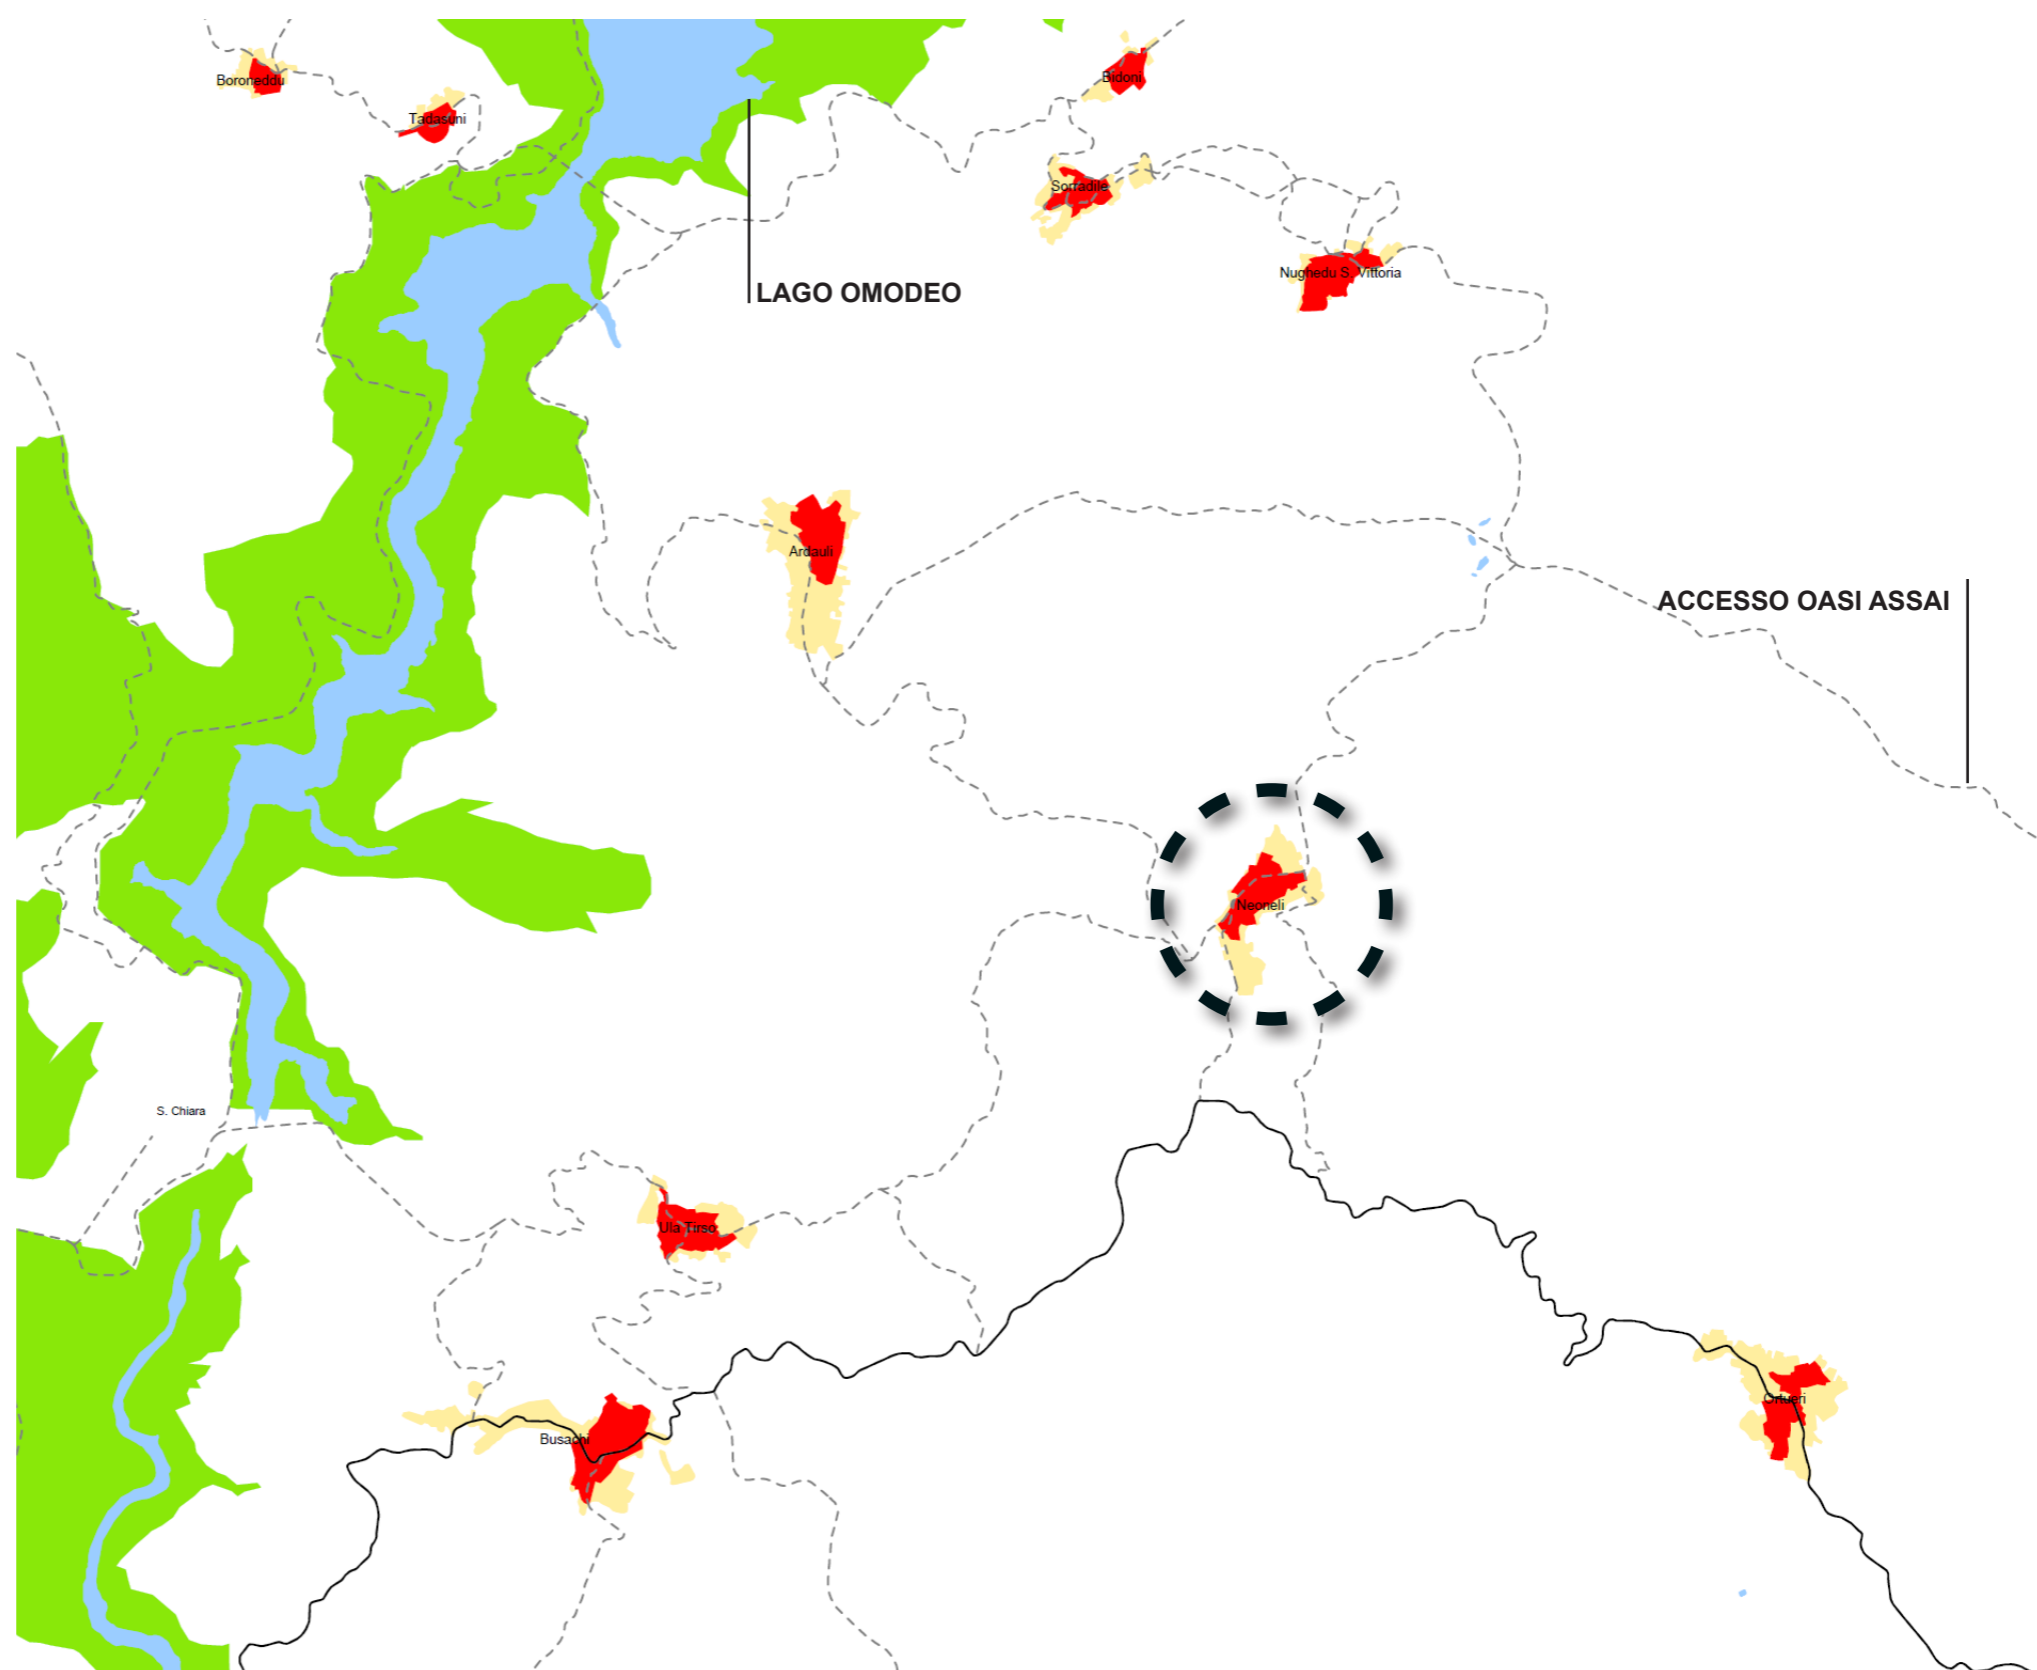 Bidoni
Boroneddu
Tadasuni
Sorradile
Nughedu S. Vittoria
LAGO OMODEO
Ardauli
ACCESSO OASI ASSAI
Neoneli
S. Chiara
Ula Tirso
Ortueri
Busachi